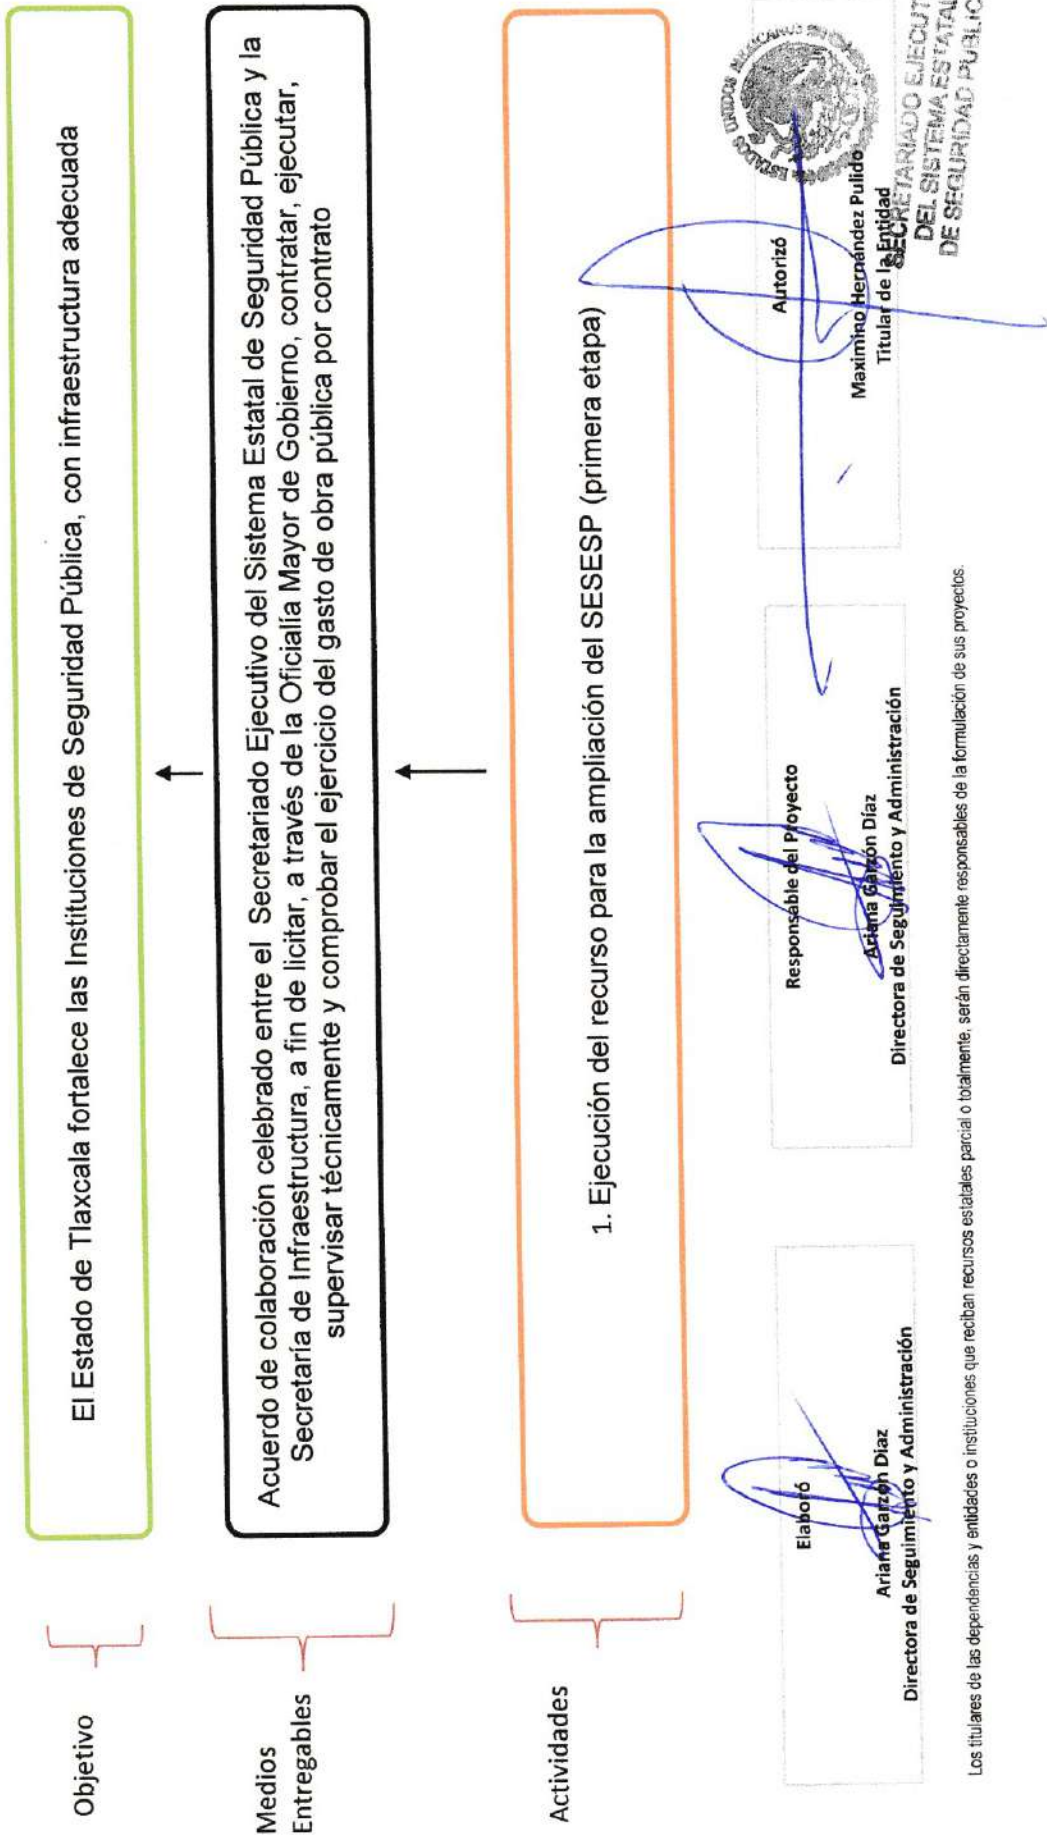 Objetivo
El Estado de Tlaxcala fortalece las Instituciones de Seguridad Pública, con infraestructura adecuada
Medios
Entregables
Acuerdo de colaboración celebrado entre el Secretariado Ejecutivo del Sistema Estatal de Seguridad Pública y la
Secretaría de Infraestructura, a fin de licitar, a través de la Oficialía Mayor de Gobierno, contratar, ejecutar,
supervisar técnicamente y comprobar el ejercicio del gasto de obra pública por contrato
Actividades
1. Ejecución del recurso para la ampliación del SESESP (primera etapa)
Elaboró
Ariana Garzón Diaz
Directora de Seguimiento y Administración
Responsable del Proyecto
Ariana Garzón Díaz
Directora de Seguimiento y Administración
Autorizó
Maximino Hernández Pulido
Titular de la Entidad
ESTADOS UNIDOS MEXICANOS
SECRETARIADO EJECUT
DEL SISTEMA ESTATAL
DE SEGURIDAD PUBLIC
Los titulares de las dependencias y entidades o instituciones que reciban recursos estatales parcial o totalmente, serán directamente responsables de la formulación de sus proyectos.